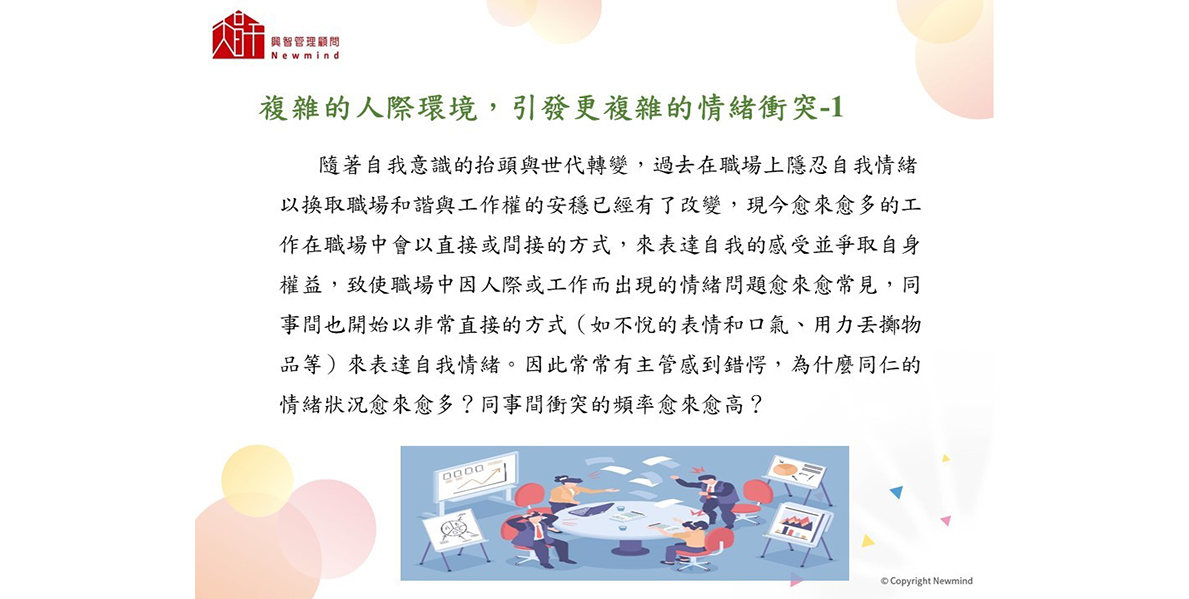 興智管理顧問
Newmind
複雜的人際環境，引發更複雜的情緒衝突-1
隨著自我意識的抬頭與世代轉變，過去在職場上隱忍自我情緒
以換取職場和諧與工作權的安穩已經有了改變，現今愈來愈多的工
作在職場中會以直接或間接的方式，來表達自我的感受並爭取自身
權益，致使職場中因人際或工作而出現的情緒問題愈來愈常見，同
事間也開始以非常直接的方式（如不悅的表情和口氣、用力丟擲物
品等）來表達自我情緒。因此常常有主管感到錯愕，為什麼同仁的
情緒狀況愈來愈多？同事間衝突的頻率愈來愈高？
© Copyright Newmind